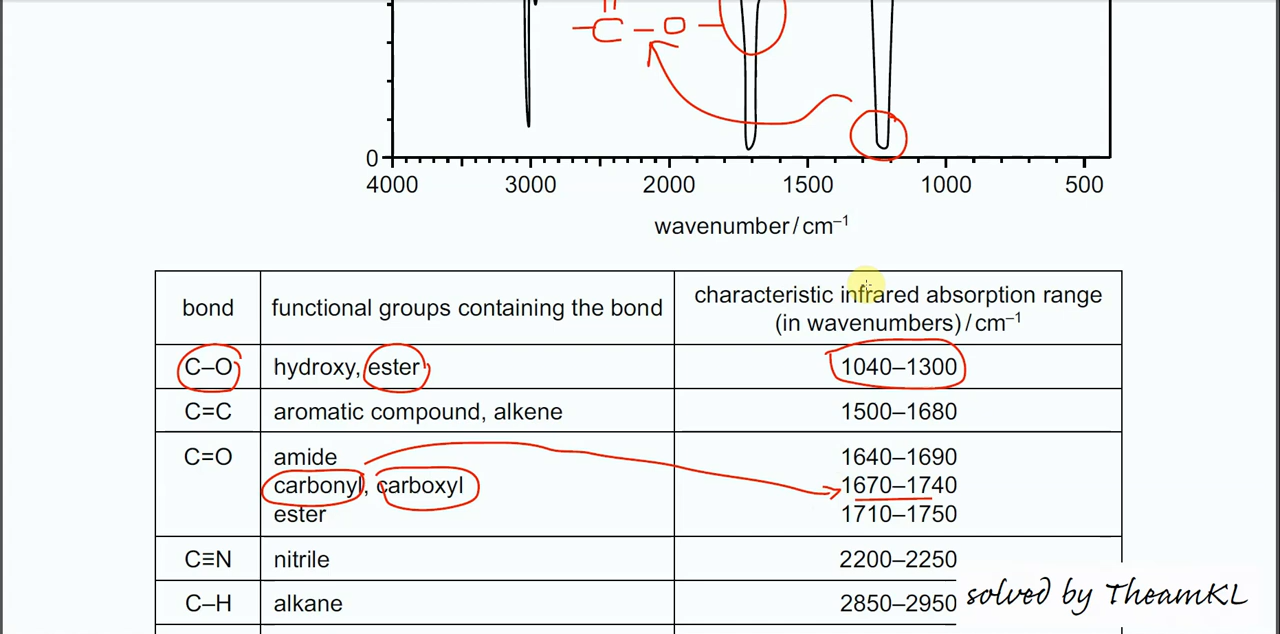 C – O
0
4000 3000 2000 1500 1000 500
wavenumber / cm⁻¹
bond functional groups containing the bond characteristic infrared absorption range (in wavenumbers) / cm⁻¹
C–O hydroxy, ester 1040–1300
C=C aromatic compound, alkene 1500–1680
C=O amide 1640–1690
carbonyl, carboxyl 1670–1740
ester 1710–1750
C≡N nitrile 2200–2250
C–H alkane 2850–2950
solved by TheamKL